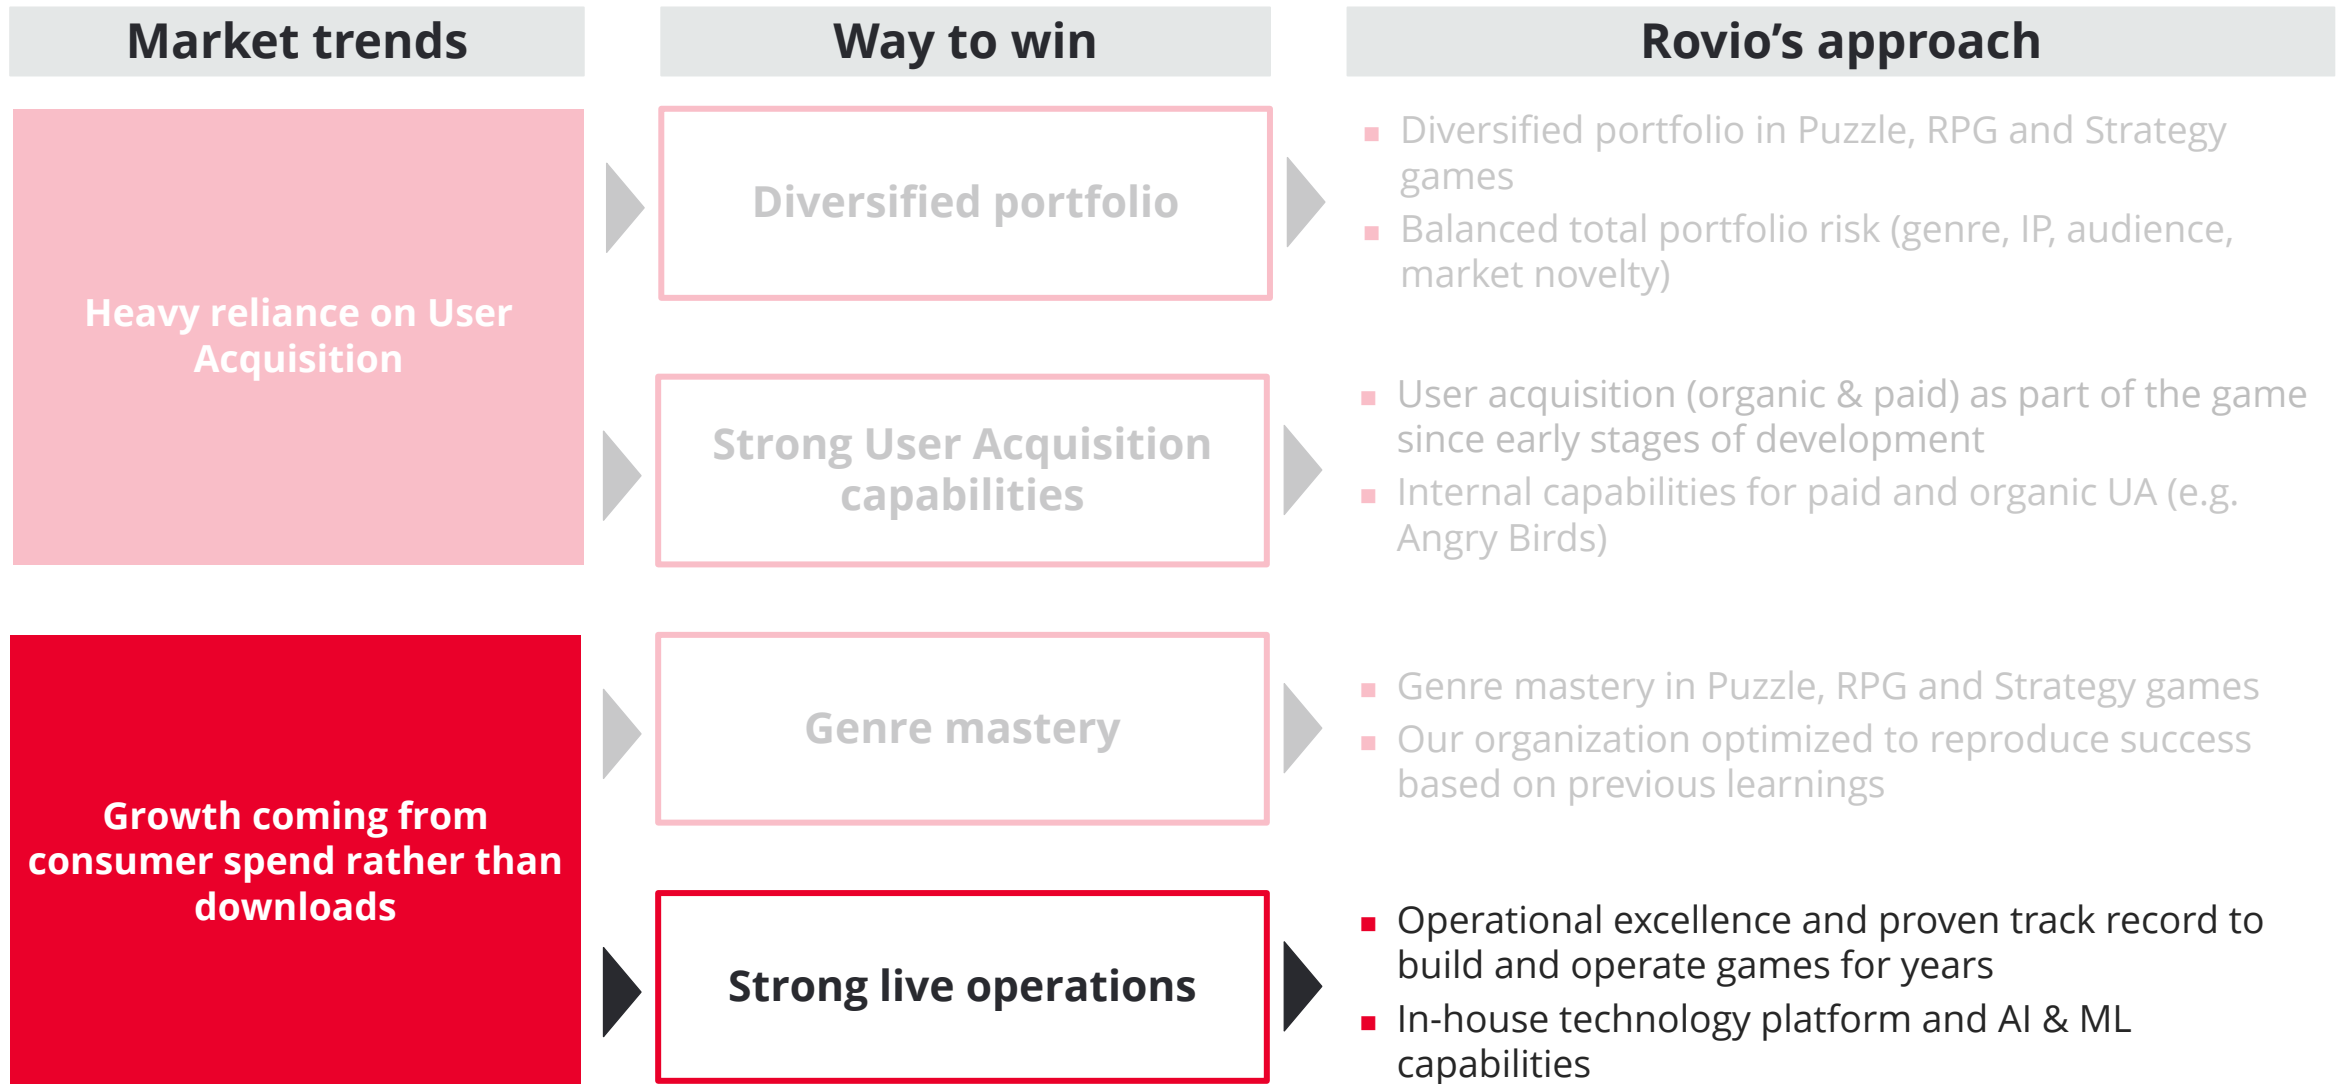 Market trends
Way to win
Rovio’s approach
Heavy reliance on User
Acquisition
Diversified portfolio
▪ Diversified portfolio in Puzzle, RPG and Strategy
games
▪ Balanced total portfolio risk (genre, IP, audience,
market novelty)
Strong User Acquisition
capabilities
▪ User acquisition (organic & paid) as part of the game
since early stages of development
▪ Internal capabilities for paid and organic UA (e.g.
Angry Birds)
Growth coming from
consumer spend rather than
downloads
Genre mastery
▪ Genre mastery in Puzzle, RPG and Strategy games
▪ Our organization optimized to reproduce success
based on previous learnings
Strong live operations
▪ Operational excellence and proven track record to
build and operate games for years
▪ In-house technology platform and AI & ML
capabilities